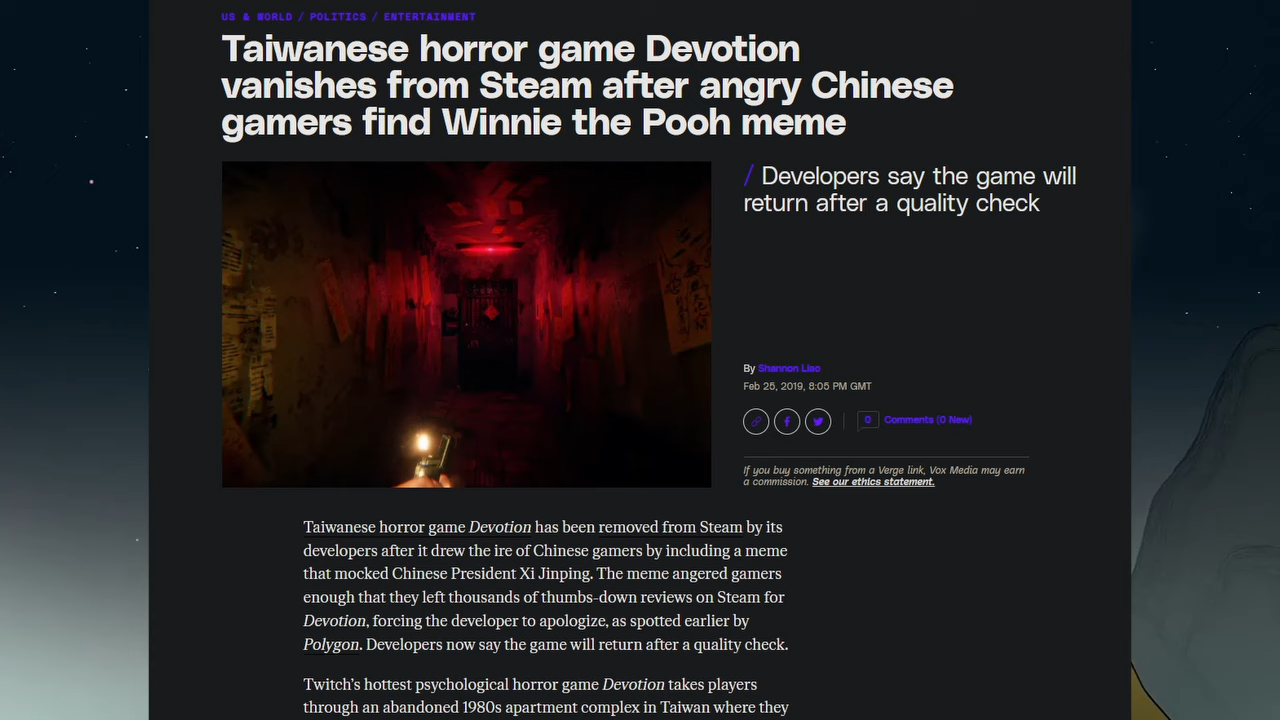 US & WORLD / POLITICS / ENTERTAINMENT
Taiwanese horror game Devotion
vanishes from Steam after angry Chinese
gamers find Winnie the Pooh meme
/ Developers say the game will
return after a quality check
By Shannon Liao
Feb 25, 2019, 8:05 PM GMT
0 Comments (0 New)
If you buy something from a Verge link, Vox Media may earn
a commission. See our ethics statement.
Taiwanese horror game Devotion has been removed from Steam by its
developers after it drew the ire of Chinese gamers by including a meme
that mocked Chinese President Xi Jinping. The meme angered gamers
enough that they left thousands of thumbs-down reviews on Steam for
Devotion, forcing the developer to apologize, as spotted earlier by
Polygon. Developers now say the game will return after a quality check.
Twitch's hottest psychological horror game Devotion takes players
through an abandoned 1980s apartment complex in Taiwan where they